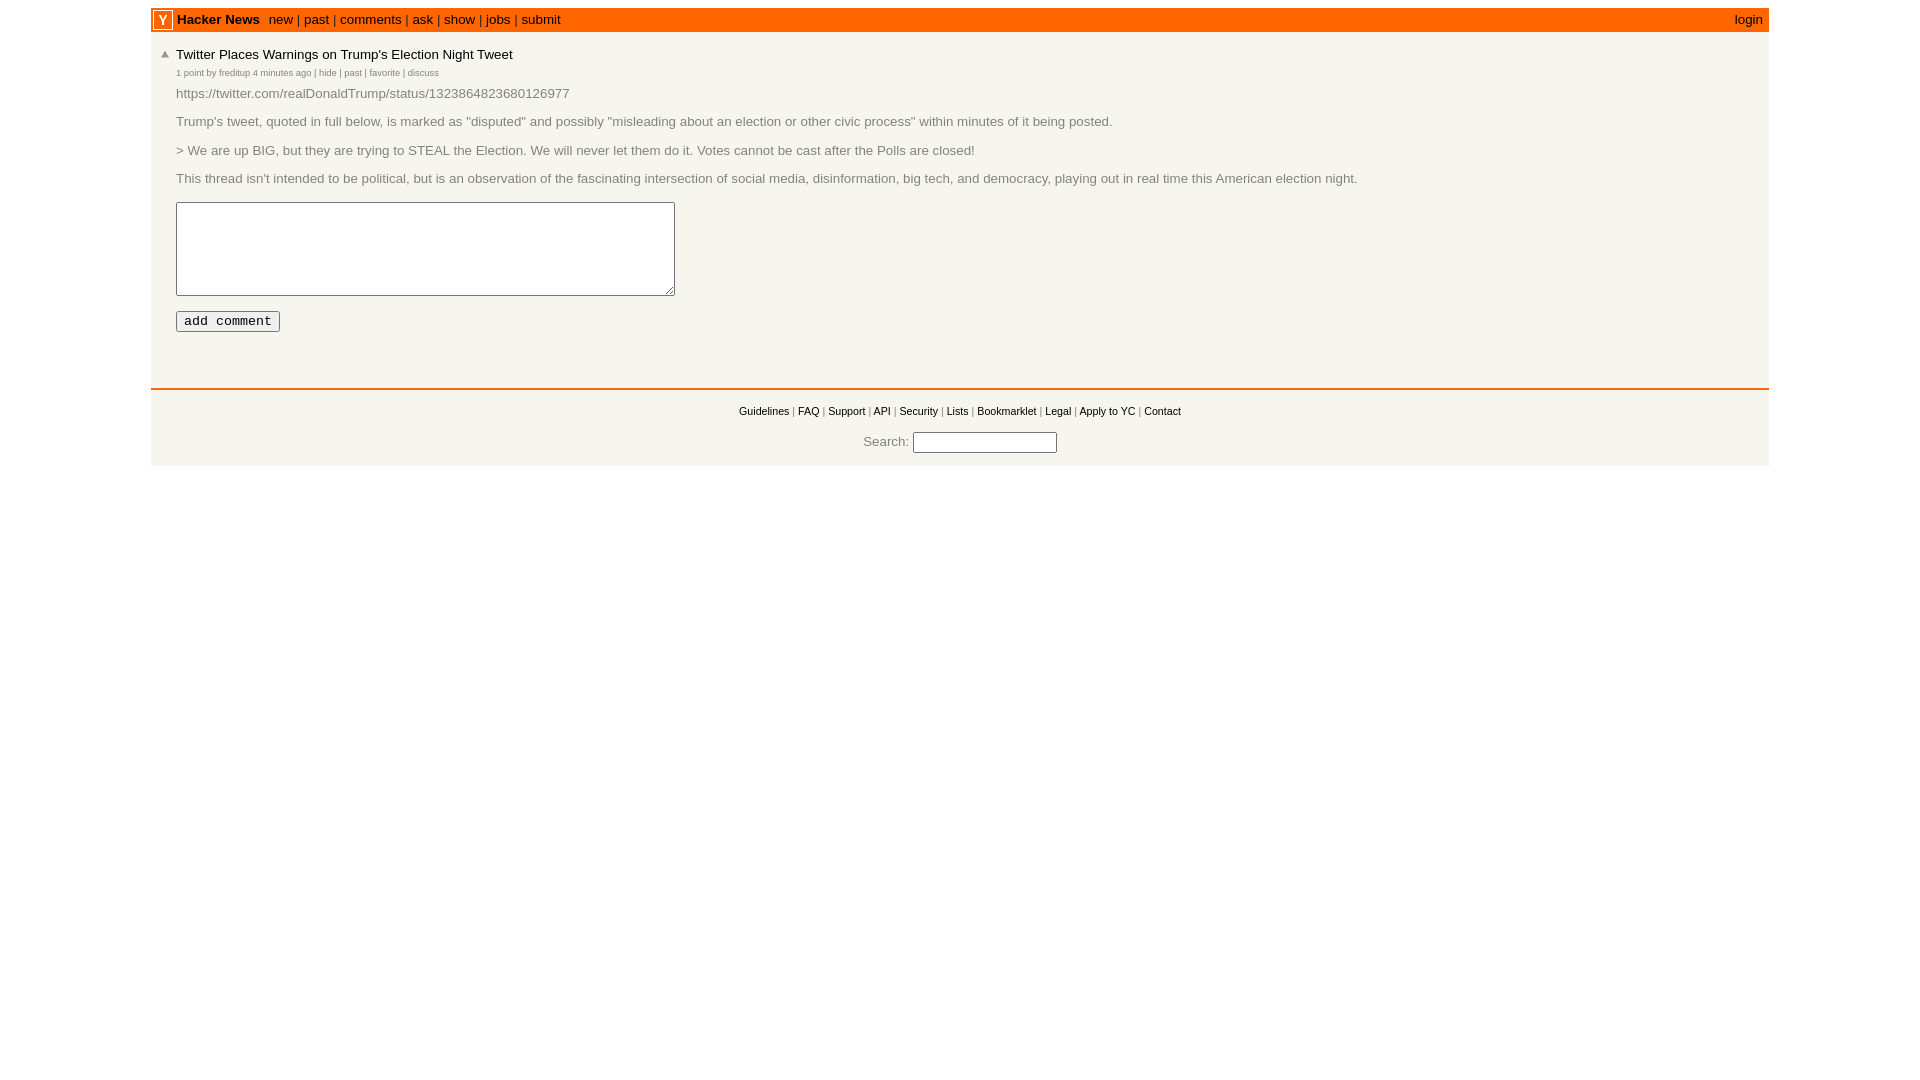 Y Hacker News new | past | comments | ask | show | jobs | submit login
Twitter Places Warnings on Trump's Election Night Tweet
1 point by freditup 4 minutes ago | hide | past | favorite | discuss
https://twitter.com/realDonaldTrump/status/1323864823680126977
Trump's tweet, quoted in full below, is marked as "disputed" and possibly "misleading about an election or other civic process" within minutes of it being posted.
> We are up BIG, but they are trying to STEAL the Election. We will never let them do it. Votes cannot be cast after the Polls are closed!
This thread isn't intended to be political, but is an observation of the fascinating intersection of social media, disinformation, big tech, and democracy, playing out in real time this American election night.
add comment
Guidelines | FAQ | Support | API | Security | Lists | Bookmarklet | Legal | Apply to YC | Contact
Search: